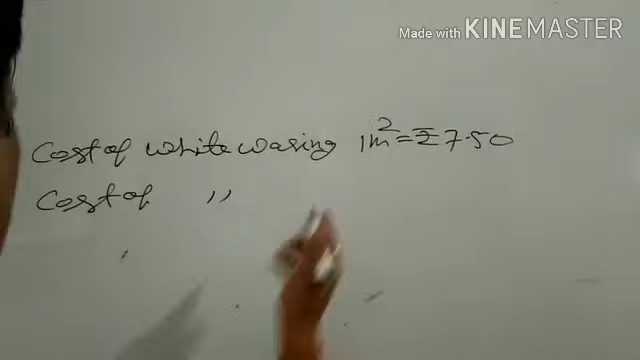 Made with KINEMASTER
Cost of white wasing 1m² = ₹7.50
Cost of 〃